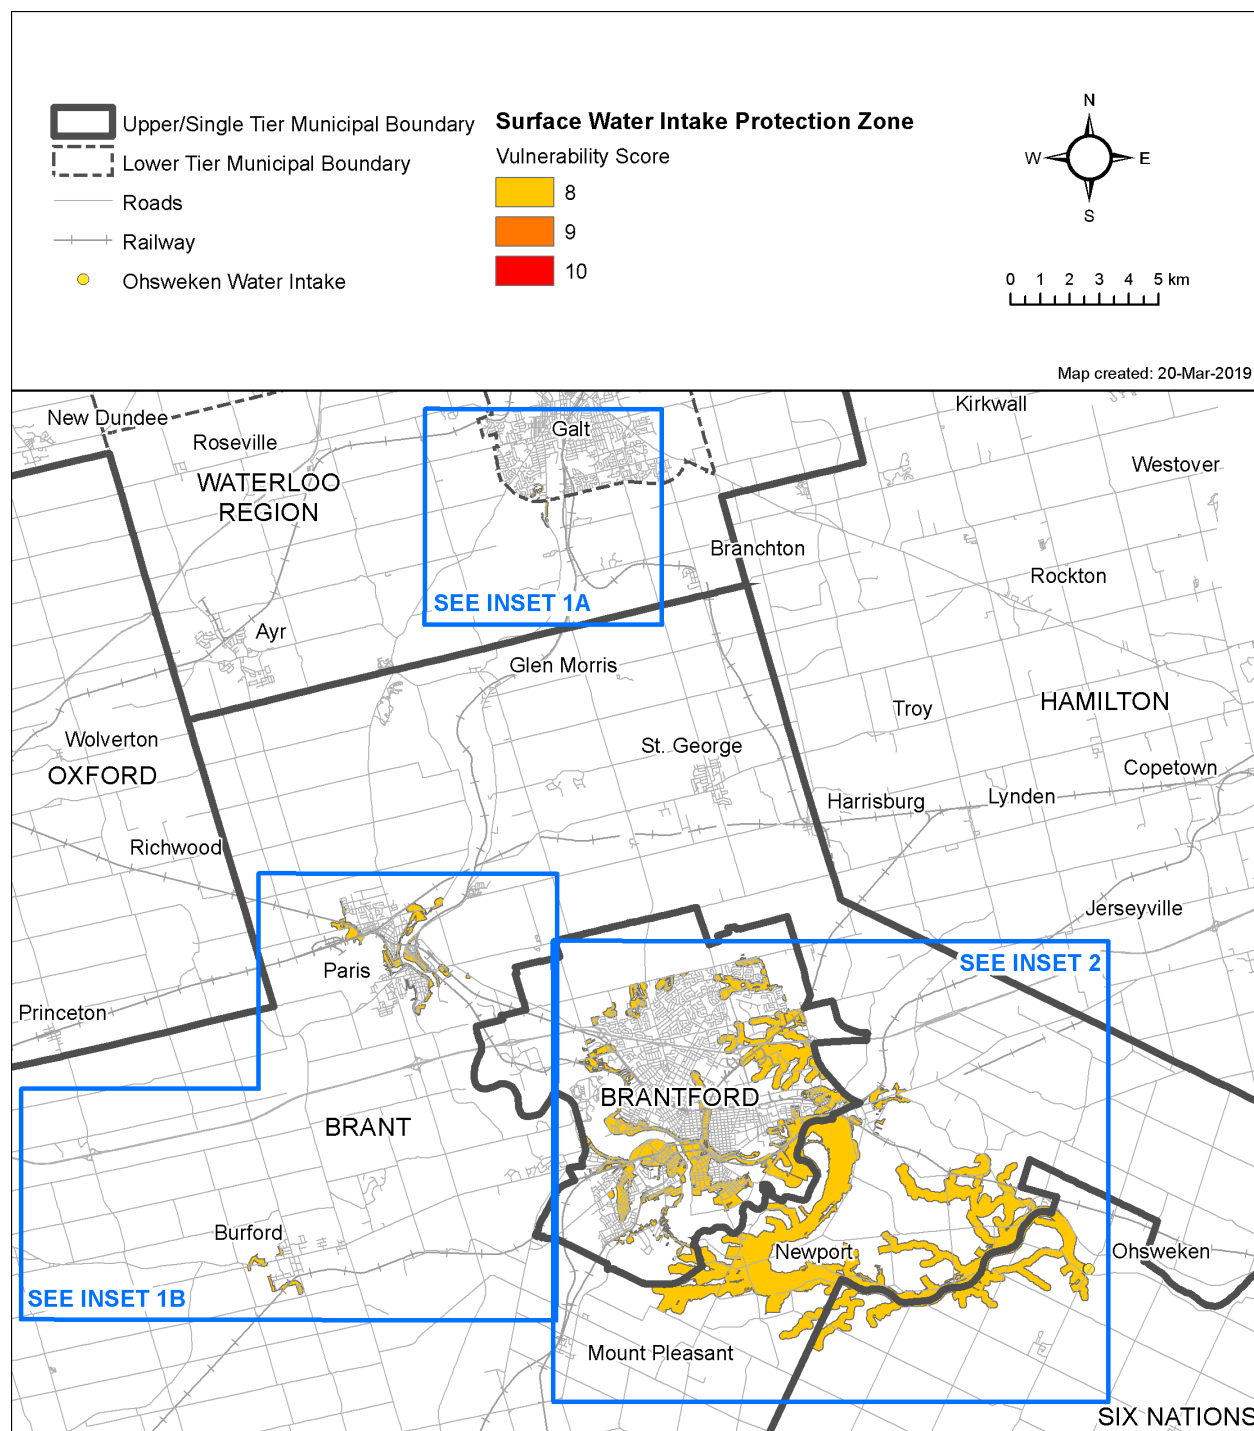 Upper/Single Tier Municipal Boundary
Lower Tier Municipal Boundary
Roads
Railway
Ohsweken Water Intake
Surface Water Intake Protection Zone
Vulnerability Score
8
9
10
N
W E
S
0 1 2 3 4 5 km
Map created: 20-Mar-2019
New Dundee
Roseville
WATERLOO
REGION
Galt
Kirkwall
Westover
Branchton
Rockton
SEE INSET 1A
Ayr
Glen Morris
Troy
HAMILTON
Wolverton
OXFORD
St. George
Copetown
Harrisburg
Lynden
Richwood
Jerseyville
Paris
SEE INSET 2
Princeton
BRANTFORD
BRANT
Burford
Newport
Ohsweken
SEE INSET 1B
Mount Pleasant
SIX NATIONS